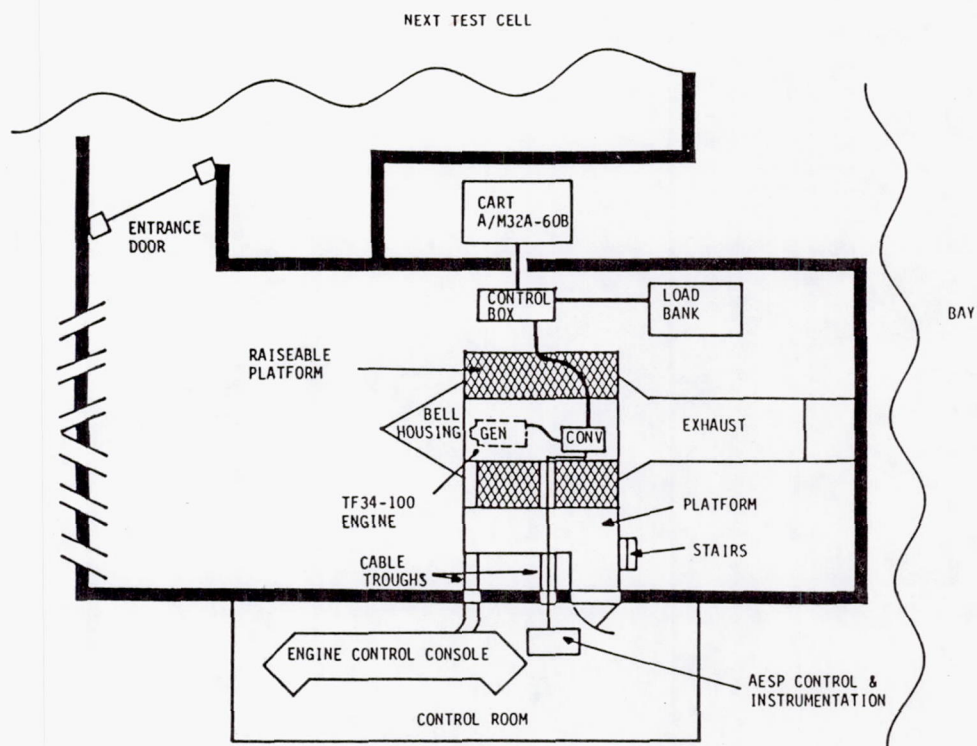 NEXT TEST CELL
ENTRANCE
DOOR
CART
A/M32A-60B
CONTROL
BOX
LOAD
BANK
BAY
RAISEABLE
PLATFORM
BELL
HOUSING
GEN
CONV
EXHAUST
TF34-100
ENGINE
PLATFORM
STAIRS
CABLE
TROUGHS
ENGINE CONTROL CONSOLE
AESP CONTROL &
INSTRUMENTATION
CONTROL ROOM